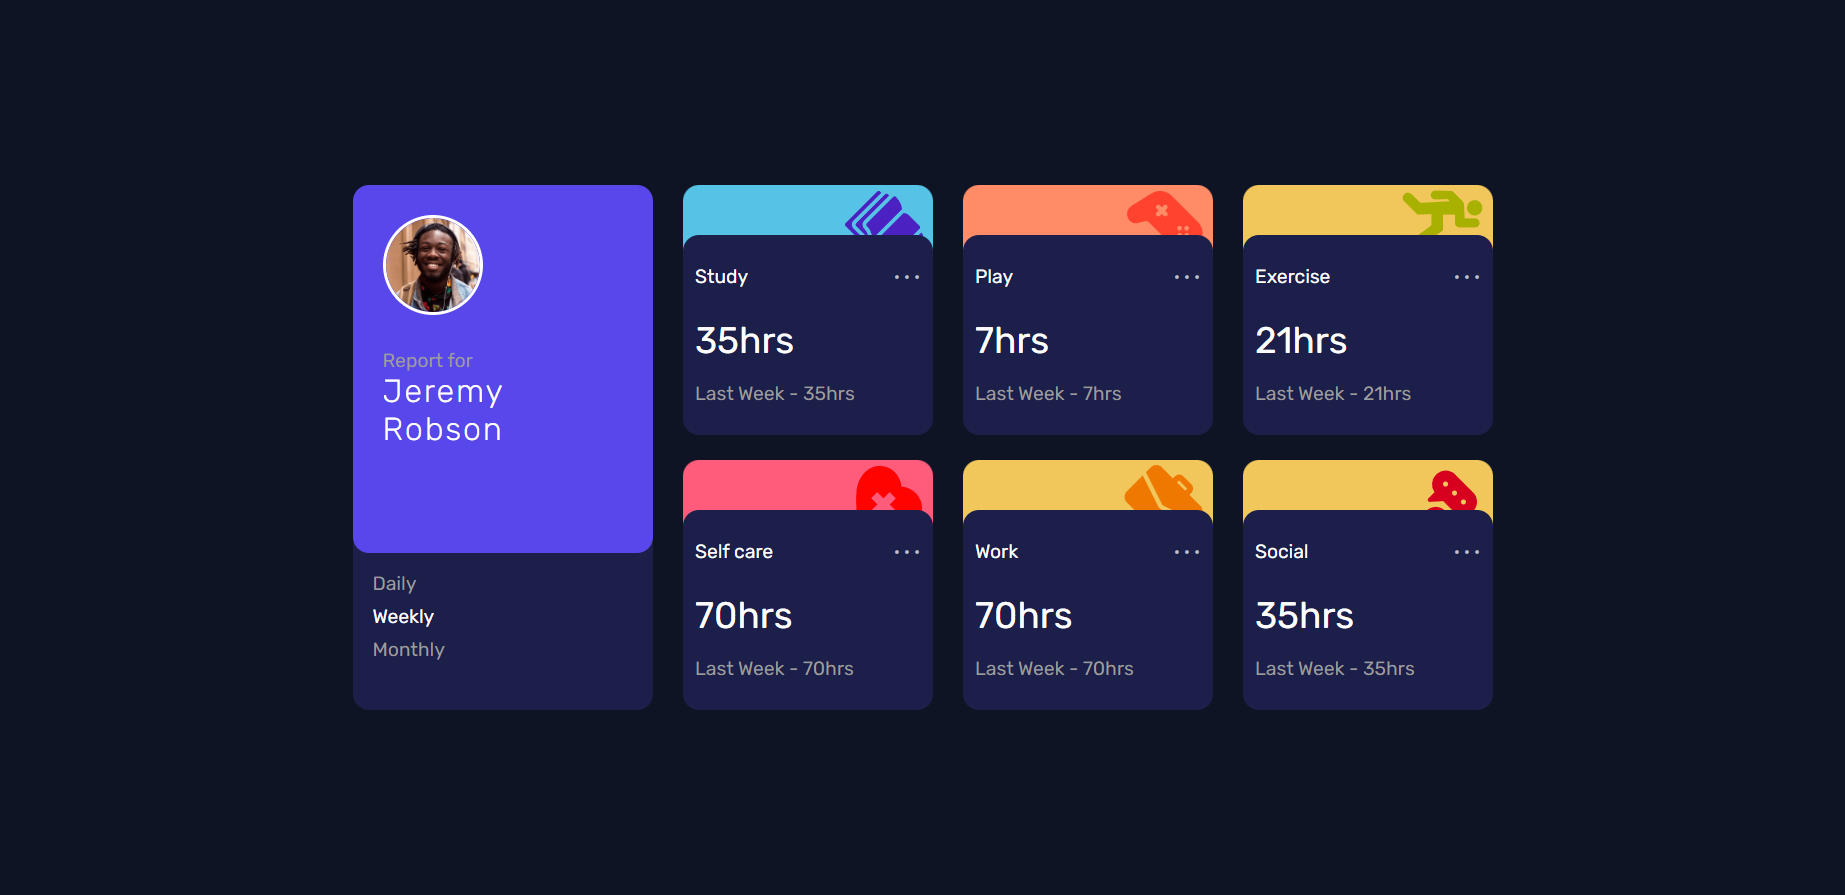 Report for
Jeremy
Robson
Daily
Weekly
Monthly
Study
35hrs
Last Week - 35hrs
Play
7hrs
Last Week - 7hrs
Exercise
21hrs
Last Week - 21hrs
Self care
70hrs
Last Week - 70hrs
Work
70hrs
Last Week - 70hrs
Social
35hrs
Last Week - 35hrs